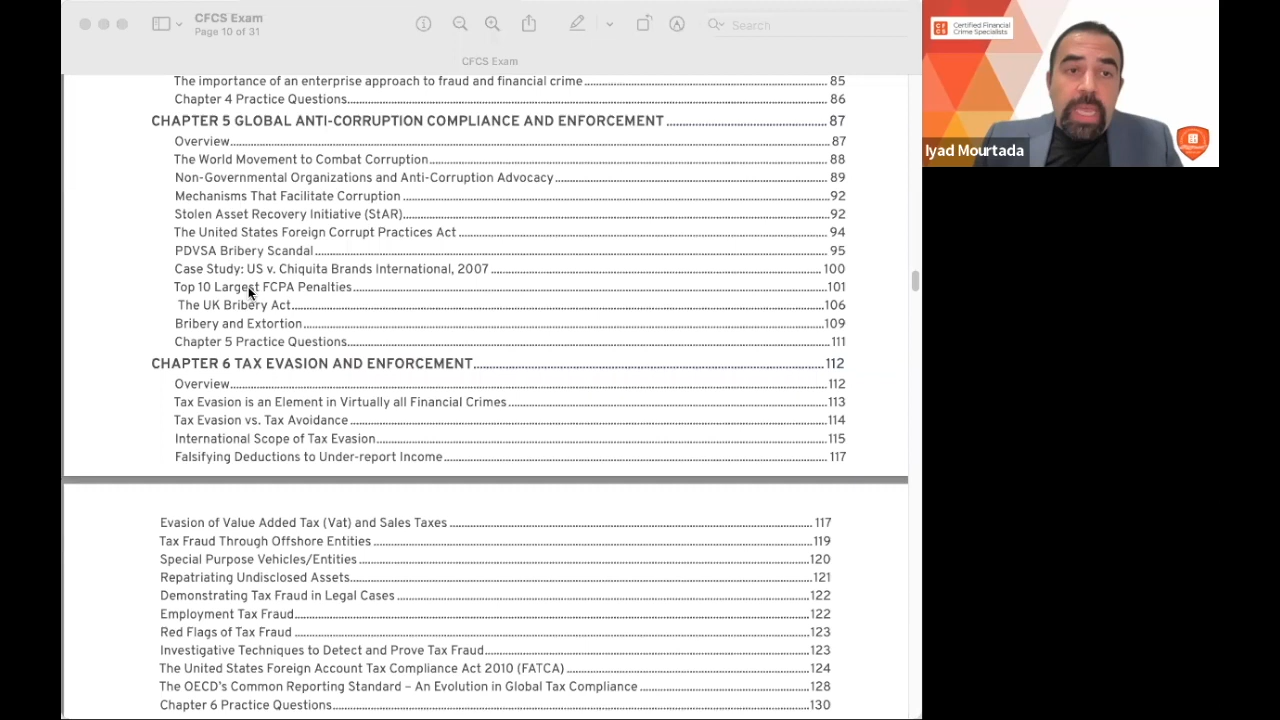 CFCS Exam
Page 10 of 31
Search
CFCS Exam
The importance of an enterprise approach to fraud and financial crime 85
Chapter 4 Practice Questions 86
CHAPTER 5 GLOBAL ANTI-CORRUPTION COMPLIANCE AND ENFORCEMENT 87
Overview 87
The World Movement to Combat Corruption 88
Non-Governmental Organizations and Anti-Corruption Advocacy 89
Mechanisms That Facilitate Corruption 92
Stolen Asset Recovery Initiative (StAR) 92
The United States Foreign Corrupt Practices Act 94
PDVSA Bribery Scandal 95
Case Study: US v. Chiquita Brands International, 2007 100
Top 10 Largest FCPA Penalties 101
The UK Bribery Act 106
Bribery and Extortion 109
Chapter 5 Practice Questions 111
CHAPTER 6 TAX EVASION AND ENFORCEMENT 112
Overview 112
Tax Evasion is an Element in Virtually all Financial Crimes 113
Tax Evasion vs. Tax Avoidance 114
International Scope of Tax Evasion 115
Falsifying Deductions to Under-report Income 117
Evasion of Value Added Tax (Vat) and Sales Taxes 117
Tax Fraud Through Offshore Entities 119
Special Purpose Vehicles/Entities 120
Repatriating Undisclosed Assets 121
Demonstrating Tax Fraud in Legal Cases 122
Employment Tax Fraud 122
Red Flags of Tax Fraud 123
Investigative Techniques to Detect and Prove Tax Fraud 123
The United States Foreign Account Tax Compliance Act 2010 (FATCA) 124
The OECD's Common Reporting Standard – An Evolution in Global Tax Compliance 128
Chapter 6 Practice Questions 130
Certified Financial
Crime Specialists
Iyad Mourtada